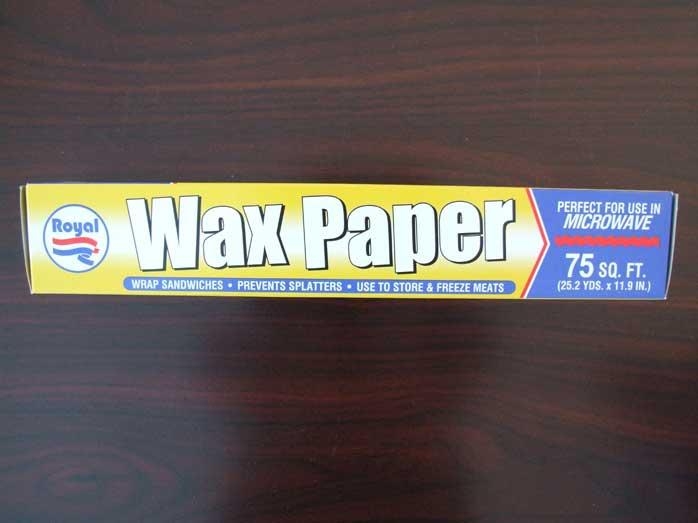 Royal
Wax Paper
WRAP SANDWICHES • PREVENTS SPLATTERS • USE TO STORE & FREEZE MEATS
PERFECT FOR USE IN
MICROWAVE
75 SQ. FT.
(25.2 YDS. x 11.9 IN.)